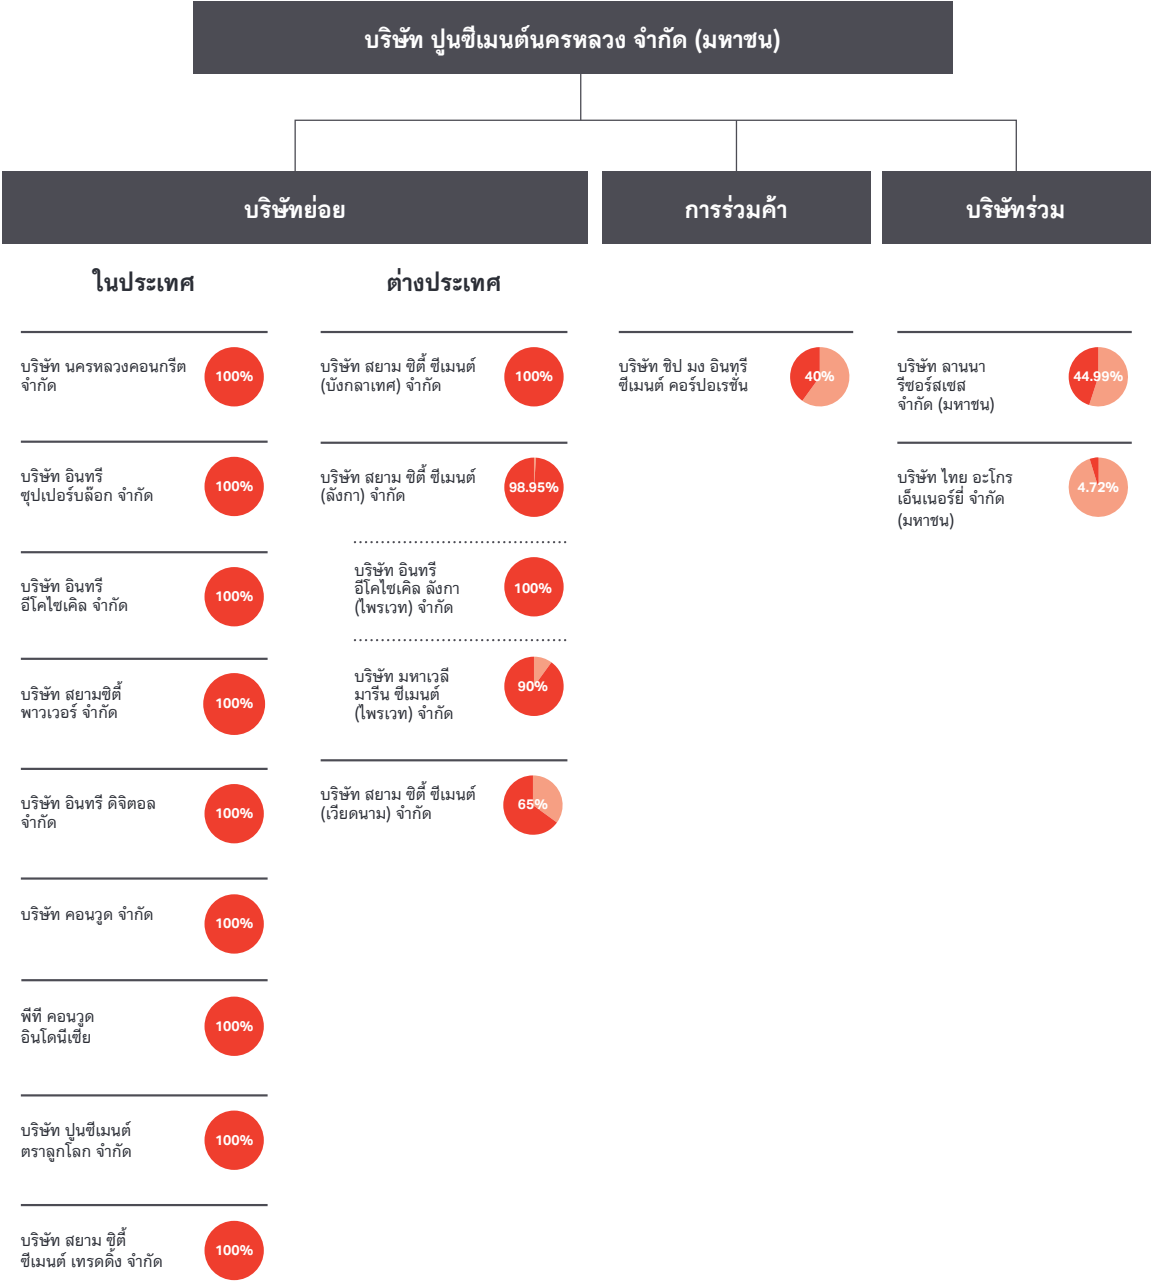 บริษัท ปูนซีเมนต์นครหลวง จำกัด (มหาชน)
บริษัทย่อย
การร่วมค้า
บริษัทร่วม
ในประเทศ
ต่างประเทศ
บริษัท นครหลวงคอนกรีต
จำกัด
100%
บริษัท อินทรี
ซุปเปอร์บล๊อก จำกัด
100%
บริษัท อินทรี
อีโคไซเคิล จำกัด
100%
บริษัท สยามซิตี้
พาวเวอร์ จำกัด
100%
บริษัท อินทรี ดิจิตอล
จำกัด
100%
บริษัท คอนวูด จำกัด
100%
พีที คอนวูด
อินโดนีเซีย
100%
บริษัท ปูนซีเมนต์
ตราลูกโลก จำกัด
100%
บริษัท สยาม ซิตี้
ซีเมนต์ เทรดดิ้ง จำกัด
100%
บริษัท สยาม ซิตี้ ซีเมนต์
(บังกลาเทศ) จำกัด
100%
บริษัท สยาม ซิตี้ ซีเมนต์
(ลังกา) จำกัด
98.95%
บริษัท อินทรี
อีโคไซเคิล ลังกา
(ไพรเวท) จำกัด
100%
บริษัท มหาเวลี
มารีน ซีเมนต์
(ไพรเวท) จำกัด
90%
บริษัท สยาม ซิตี้ ซีเมนต์
(เวียดนาม) จำกัด
65%
บริษัท ชิป มง อินทรี
ซีเมนต์ คอร์ปอเรชั่น
40%
บริษัท ลานนา
รีซอร์สเซส
จำกัด (มหาชน)
44.99%
บริษัท ไทย อะโกร
เอ็นเนอร์ยี่ จำกัด
(มหาชน)
4.72%